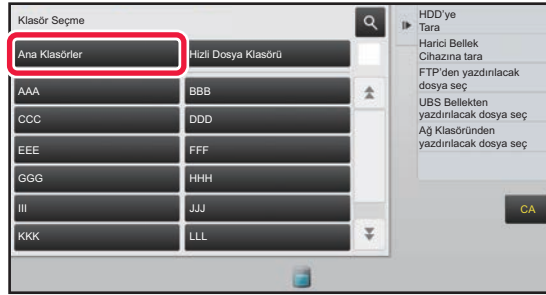 Klasör Seçme
Ana Klasörler
Hizli Dosya Klasörü
AAA
BBB
CCC
DDD
EEE
FFF
GGG
HHH
III
JJJ
KKK
LLL
HDD'ye
Tara
Harici Bellek
Cihazına tara
FTP'den yazdırılacak
dosya seç
UBS Bellekten
yazdırılacak dosya seç
Ağ Klasöründen
yazdırılacak dosya seç
CA